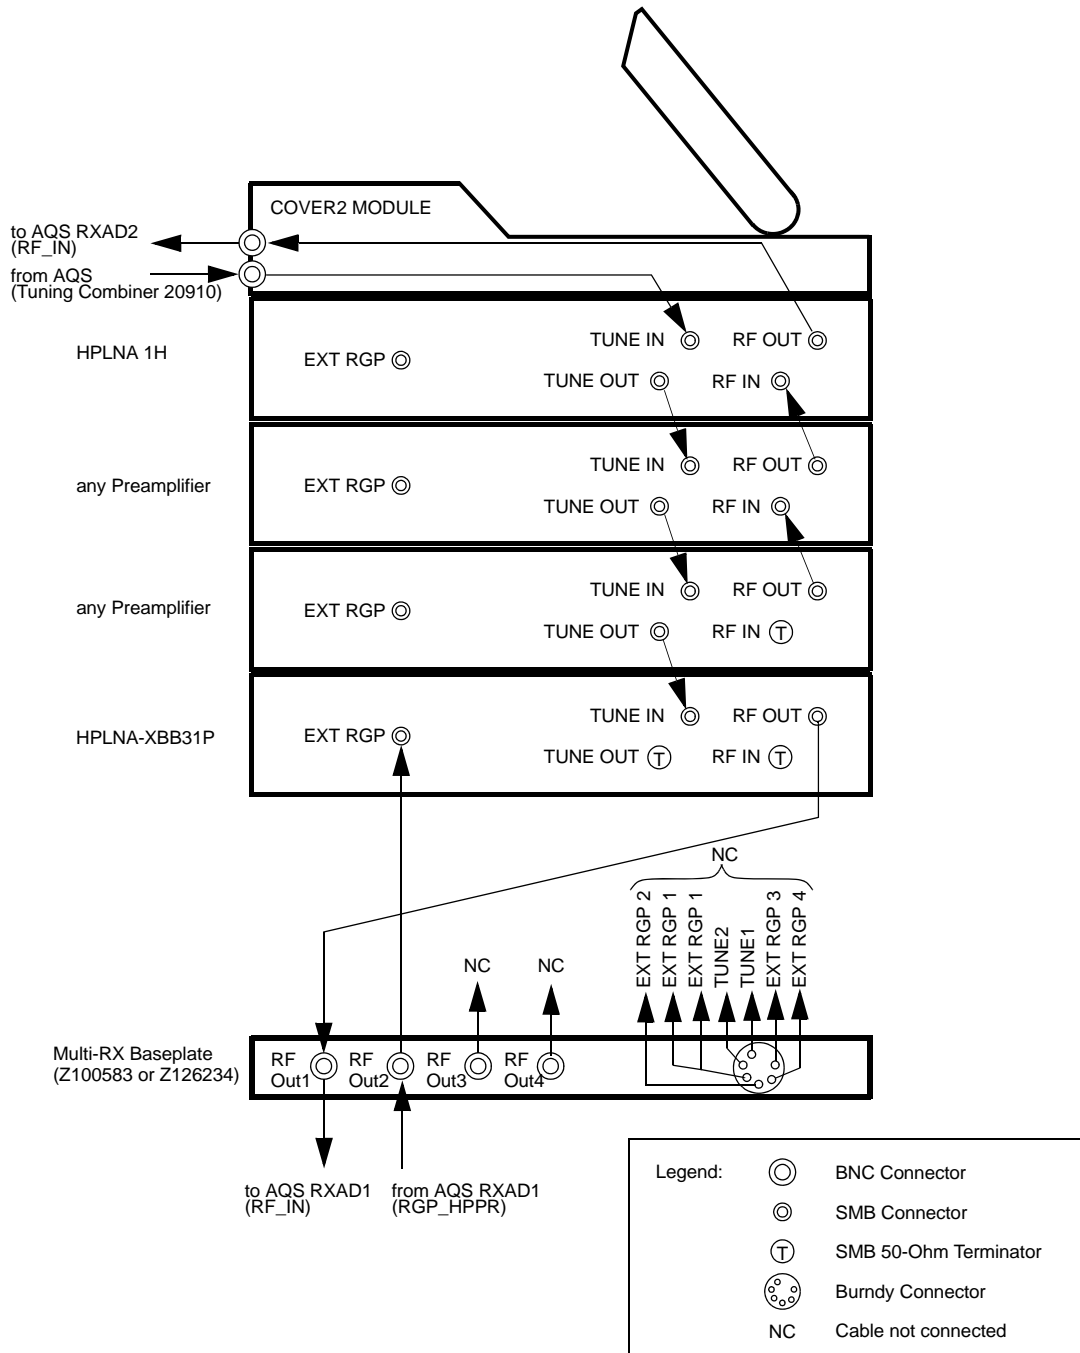 COVER2 MODULE
to AQS RXAD2
(RF_IN)
from AQS
(Tuning Combiner 20910)
HPLNA 1H
EXT RGP
TUNE IN
RF OUT
TUNE OUT
RF IN
any Preamplifier
EXT RGP
TUNE IN
RF OUT
TUNE OUT
RF IN
any Preamplifier
EXT RGP
TUNE IN
RF OUT
TUNE OUT
RF IN
T
HPLNA-XBB31P
EXT RGP
TUNE IN
RF OUT
TUNE OUT
T
RF IN
T
NC
EXT RGP 2
EXT RGP 1
EXT RGP 1
TUNE2
TUNE1
EXT RGP 3
EXT RGP 4
NC
NC
Multi-RX Baseplate
(Z100583 or Z126234)
RF
Out1
RF
Out2
RF
Out3
RF
Out4
to AQS RXAD1
(RF_IN)
from AQS RXAD1
(RGP_HPPR)
Legend:
BNC Connector
SMB Connector
T
SMB 50-Ohm Terminator
Burndy Connector
NC
Cable not connected